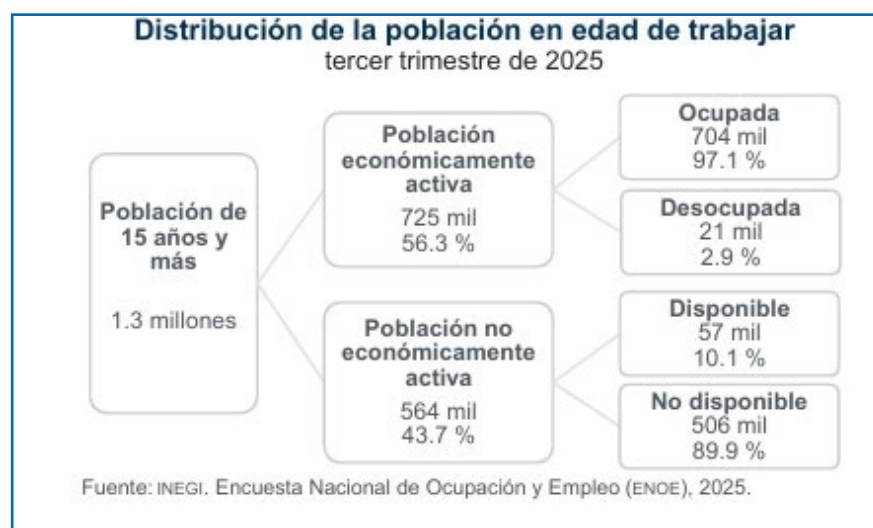 Distribución de la población en edad de trabajar
tercer trimestre de 2025
Población de
15 años y
más
1.3 millones
Población
económicamente
activa
725 mil
56.3 %
Ocupada
704 mil
97.1 %
Desocupada
21 mil
2.9 %
Población no
económicamente
activa
564 mil
43.7 %
Disponible
57 mil
10.1 %
No disponible
506 mil
89.9 %
Fuente: INEGI. Encuesta Nacional de Ocupación y Empleo (ENOE), 2025.